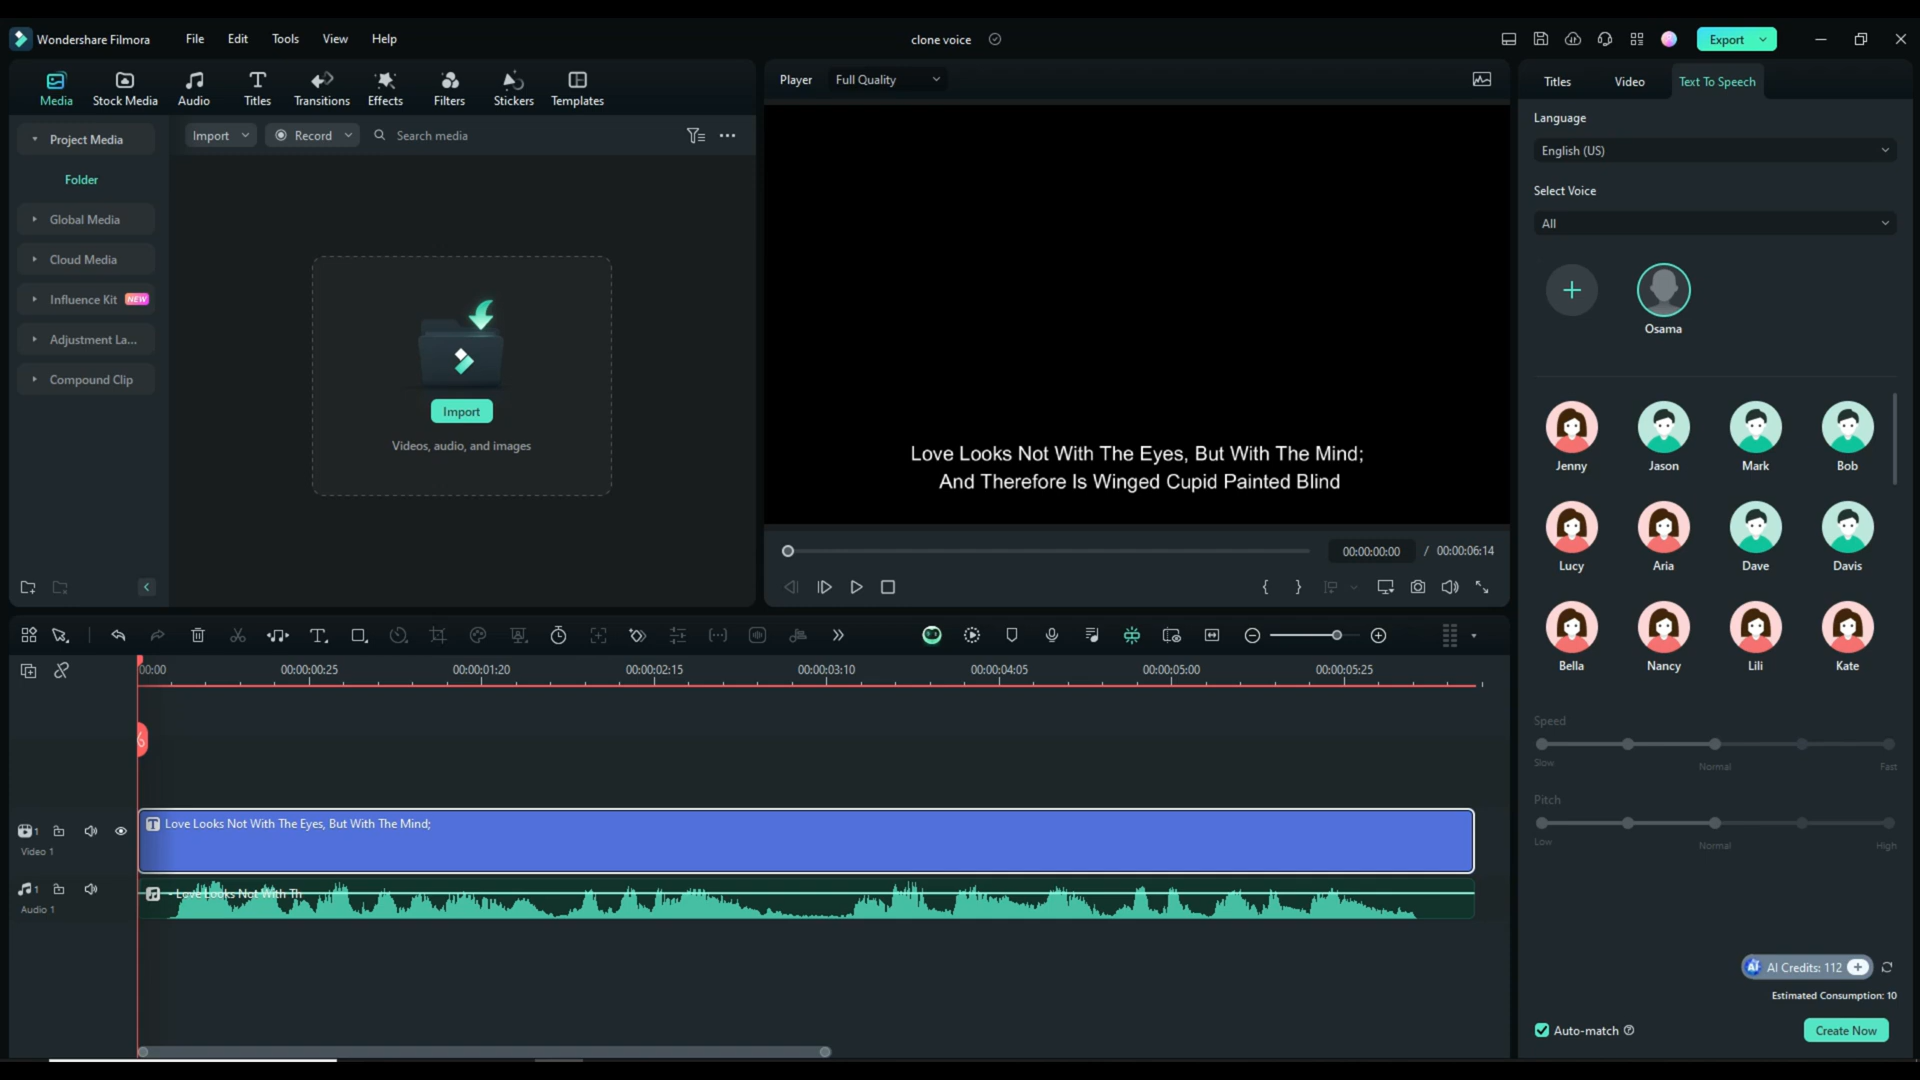 Wondershare Filmora
File
Edit
Tools
View
Help
clone voice
Export
Media
Stock Media
Audio
Titles
Transitions
Effects
Filters
Stickers
Templates
Project Media
Folder
Global Media
Cloud Media
Influence Kit NEW
Adjustment La...
Compound Clip
Import
Record
Search media
Import
Videos, audio, and images
Player
Full Quality
Love Looks Not With The Eyes, But With The Mind;
And Therefore Is Winged Cupid Painted Blind
00:00:00:00 / 00:00:06:14
Titles
Video
Text To Speech
Language
English (US)
Select Voice
All
Osama
Jenny
Jason
Mark
Bob
Lucy
Aria
Dave
Davis
Bella
Nancy
Lili
Kate
Speed
Slow
Normal
Fast
Pitch
Low
Normal
High
AI Credits: 112
Estimated Consumption: 10
Auto-match
Create Now
00:00
00:00:00:25
00:00:01:20
00:00:02:15
00:00:03:10
00:00:04:05
00:00:05:00
00:00:05:25
1
Video 1
Love Looks Not With The Eyes, But With The Mind;
1
Audio 1
- Love Looks Not With Th